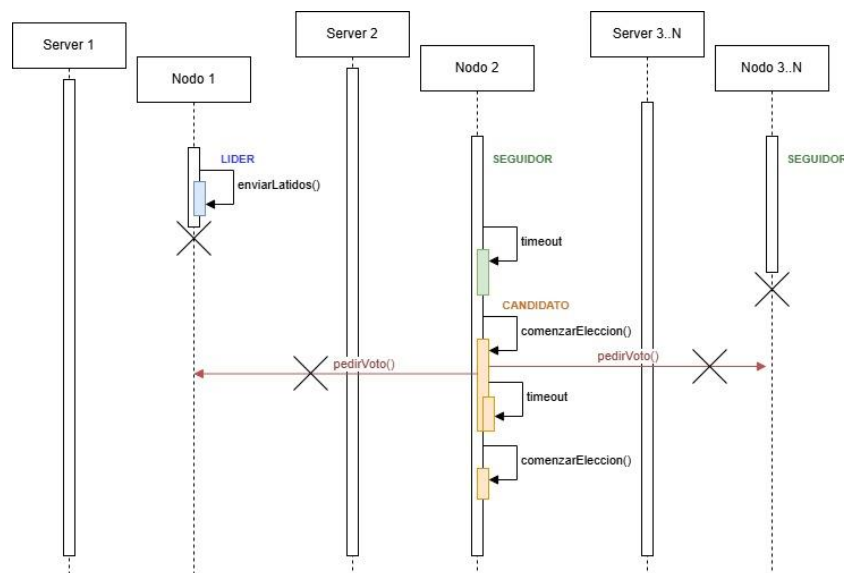 Server 1
Server 2
Server 3..N
Nodo 1
Nodo 2
Nodo 3..N
LIDER
SEGUIDOR
SEGUIDOR
enviarLatidos()
timeout
CANDIDATO
comenzarEleccion()
pedirVoto()
pedirVoto()
timeout
comenzarEleccion()